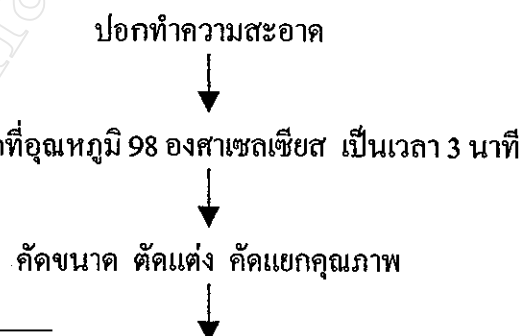 ปอกทำความสะอาด
ที่อุณหภูมิ 98 องศาเซลเซียส เป็นเวลา 3 นาที
คัดขนาด ตัดแต่ง คัดแยกคุณภาพ